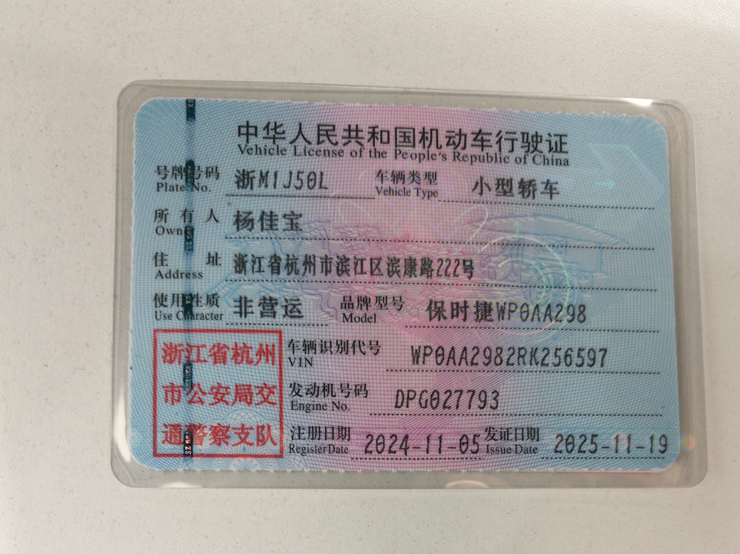 中华人民共和国机动车行驶证
Vehicle License of the People's Republic of China
号牌号码 浙M1J50L 车辆类型 小型轿车
Plate No. Vehicle Type
所有人 杨佳宝
Owner
住址 浙江省杭州市滨江区滨康路222号
Address
使用性质 非营运 品牌型号 保时捷WP0AA298
Use Character Model
浙江省杭州 车辆识别代号 WP0AA2982RK256597
VIN
市公安局交 发动机号码 DPG027793
Engine No.
通警察支队 注册日期 2024-11-05 发证日期 2025-11-19
Register Date Issue Date